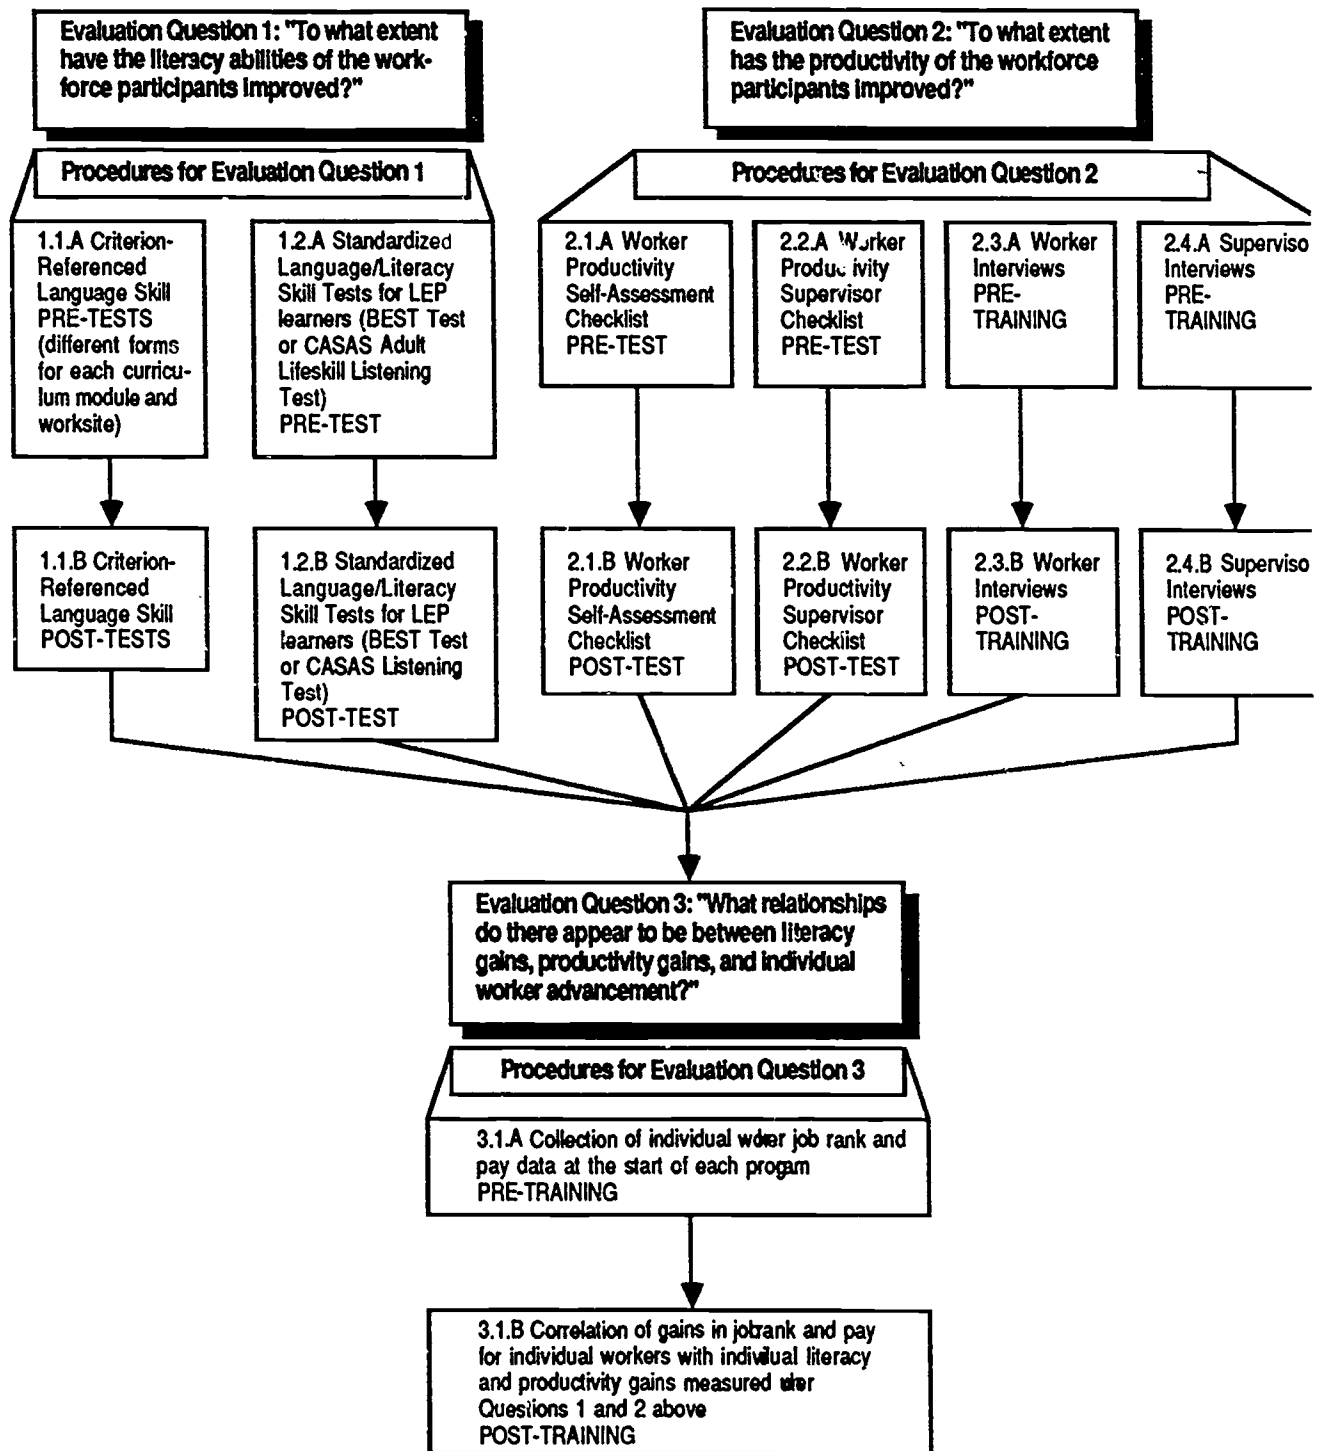 Evaluation Question 1: "To what extent
have the literacy abilities of the work-
force participants improved?"
Evaluation Question 2: "To what extent
has the productivity of the workforce
participants improved?"
Procedures for Evaluation Question 1
Procedures for Evaluation Question 2
1.1.A Criterion-
Referenced
Language Skill
PRE-TESTS
(different forms
for each curricu-
lum module and
worksite)
1.2.A Standardized
Language/Literacy
Skill Tests for LEP
learners (BEST Test
or CASAS Adult
Lifeskill Listening
Test)
PRE-TEST
2.1.A Worker
Productivity
Self-Assessment
Checklist
PRE-TEST
2.2.A Worker
Productivity
Supervisor
Checklist
PRE-TEST
2.3.A Worker
Interviews
PRE-
TRAINING
2.4.A Superviso
Interviews
PRE-
TRAINING
1.1.B Criterion-
Referenced
Language Skill
POST-TESTS
1.2.B Standardized
Language/Literacy
Skill Tests for LEP
learners (BEST Test
or CASAS Listening
Test)
POST-TEST
2.1.B Worker
Productivity
Self-Assessment
Checklist
POST-TEST
2.2.B Worker
Productivity
Supervisor
Checklist
POST-TEST
2.3.B Worker
Interviews
POST-
TRAINING
2.4.B Superviso
Interviews
POST-
TRAINING
Evaluation Question 3: "What relationships
do there appear to be between literacy
gains, productivity gains, and individual
worker advancement?"
Procedures for Evaluation Question 3
3.1.A Collection of individual worker job rank and
pay data at the start of each progam
PRE-TRAINING
3.1.B Correlation of gains in job rank and pay
for individual workers with individual literacy
and productivity gains measured under
Questions 1 and 2 above
POST-TRAINING